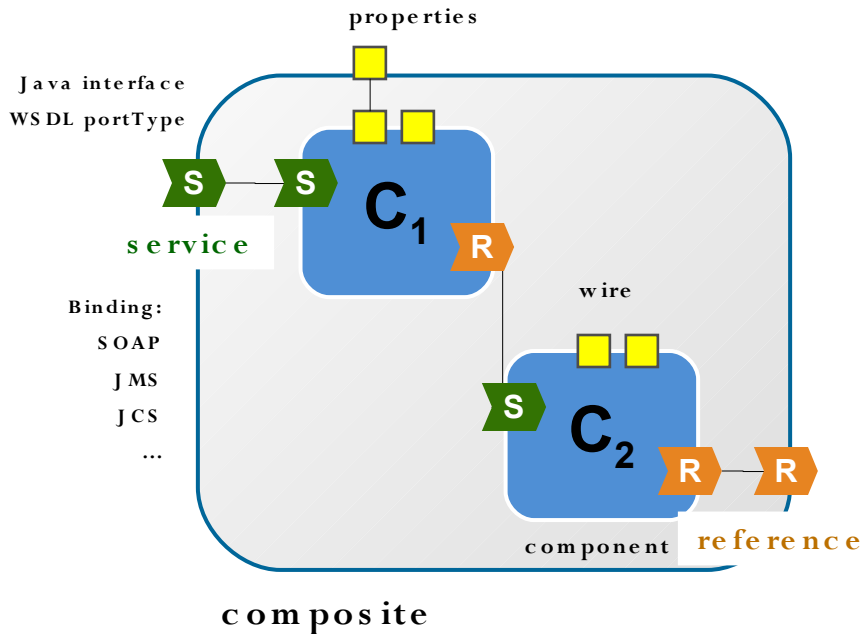 properties
Java interface
WSDL portType
S
S
C1
service
R
wire
Binding:
SOAP
JMS
JCS
...
S
C2
R
R
component
reference
composite